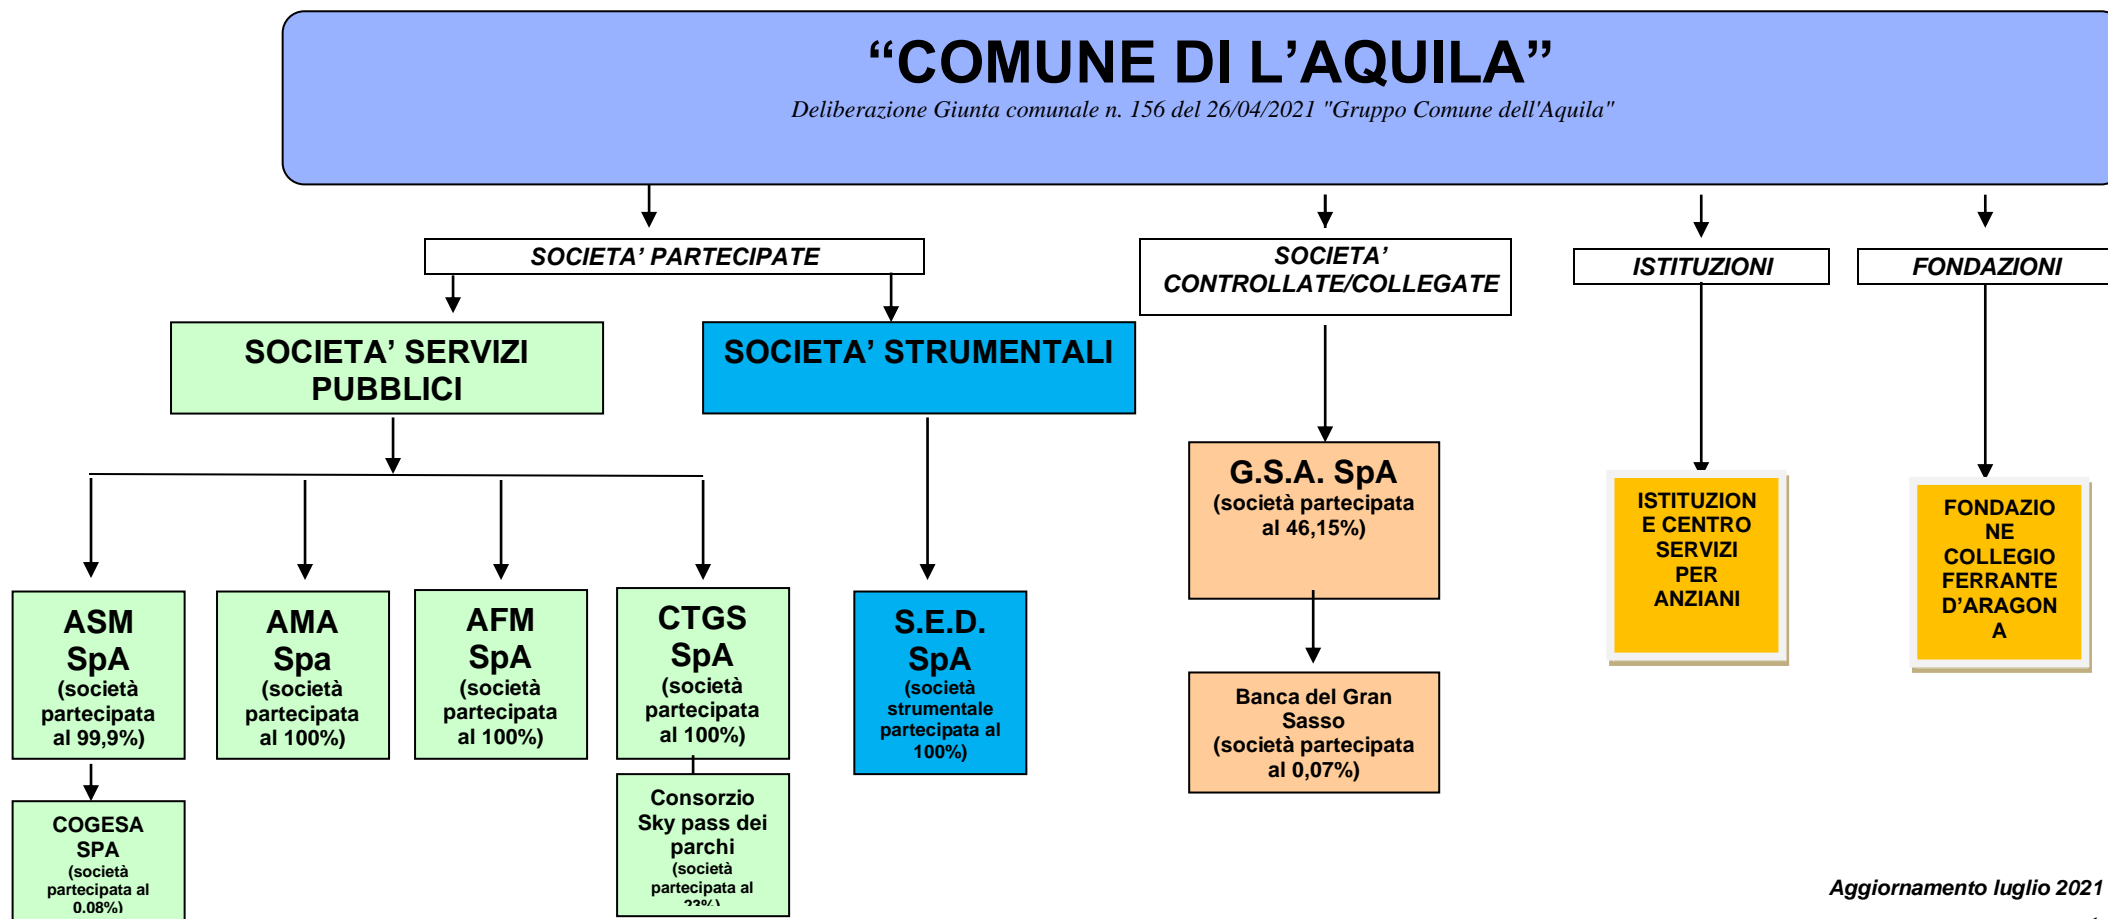 “COMUNE DI L’AQUILA”
Deliberazione Giunta comunale n. 156 del 26/04/2021 "Gruppo Comune dell'Aquila"
SOCIETA’ PARTECIPATE
SOCIETA’
CONTROLLATE/COLLEGATE
ISTITUZIONI
FONDAZIONI
SOCIETA’ SERVIZI
PUBBLICI
SOCIETA’ STRUMENTALI
G.S.A. SpA
(società partecipata
al 46,15%)
ISTITUZION
E CENTRO
SERVIZI
PER
ANZIANI
FONDAZIO
NE
COLLEGIO
FERRANTE
D’ARAGON
A
ASM
SpA
(società
partecipata
al 99,9%)
AMA
Spa
(società
partecipata
al 100%)
AFM
SpA
(società
partecipata
al 100%)
CTGS
SpA
(società
partecipata
al 100%)
S.E.D.
SpA
(società
strumentale
partecipata al
100%)
Banca del Gran
Sasso
(società partecipata
al 0,07%)
COGESA
SPA
(società
partecipata al
0.08%)
Consorzio
Sky pass dei
parchi
(società
partecipata al
23%)
Aggiornamento luglio 2021